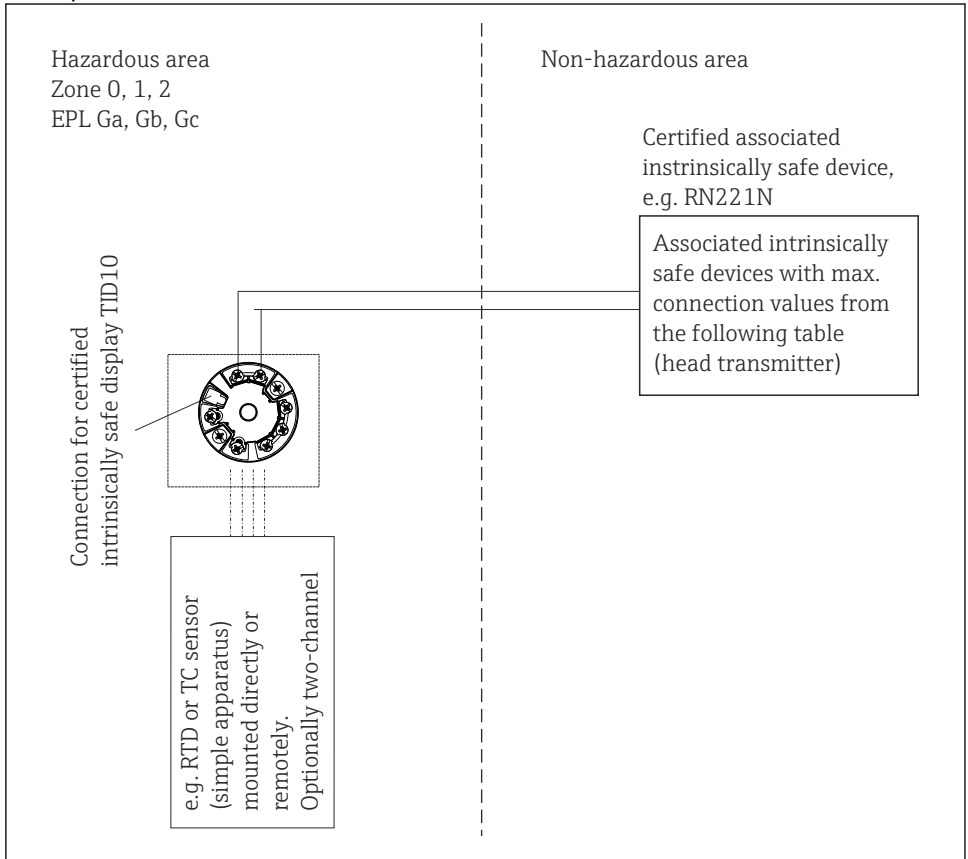 Hazardous area
Zone 0, 1, 2
EPL Ga, Gb, Gc
Non-hazardous area
Certified associated
instrinsically safe device,
e.g. RN221N
Associated intrinsically
safe devices with max.
connection values from
the following table
(head transmitter)
Connection for certified
intrinsically safe display TID10
e.g. RTD or TC sensor
(simple apparatus)
mounted directly or
remotely.
Optionally two-channel